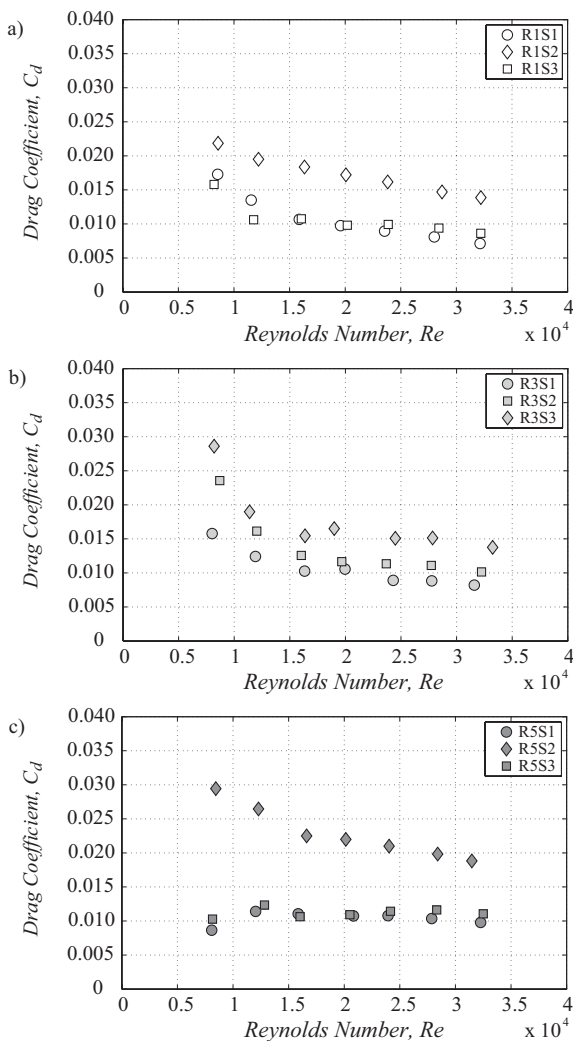 a)
Drag Coefficient, Cd
0.040
0.035
0.030
0.025
0.020
0.015
0.010
0.005
0
R1S1
R1S2
R1S3
0 0.5 1 1.5 2 2.5 3 3.5 4
Reynolds Number, Re x 10^4
b)
Drag Coefficient, Cd
0.040
0.035
0.030
0.025
0.020
0.015
0.010
0.005
0
R3S1
R3S2
R3S3
0 0.5 1 1.5 2 2.5 3 3.5 4
Reynolds Number, Re x 10^4
c)
Drag Coefficient, Cd
0.040
0.035
0.030
0.025
0.020
0.015
0.010
0.005
0
R5S1
R5S2
R5S3
0 0.5 1 1.5 2 2.5 3 3.5 4
Reynolds Number, Re x 10^4